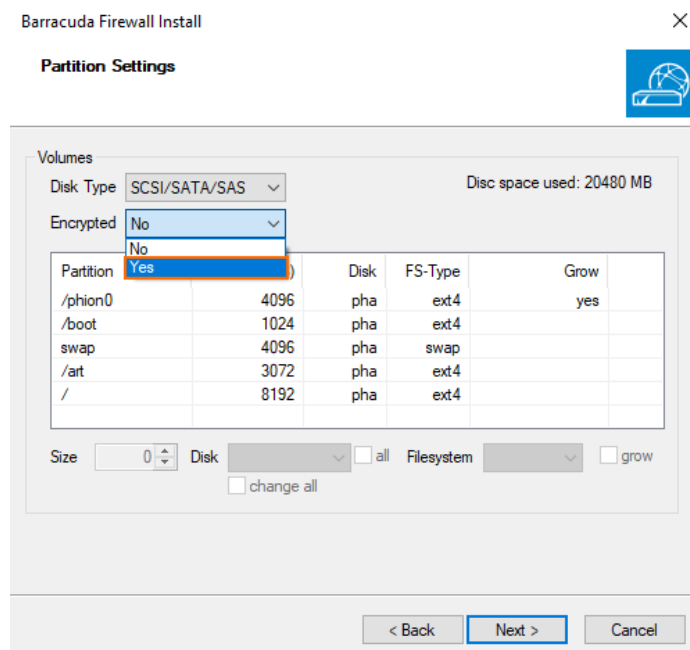 Barracuda Firewall Install
Partition Settings
Volumes
Disk Type SCSI/SATA/SAS Disc space used: 20480 MB
Encrypted No
No
Yes
Partition ) Disk FS-Type Grow
/phion0 4096 pha ext4 yes
/boot 1024 pha ext4
swap 4096 pha swap
/art 3072 pha ext4
/ 8192 pha ext4
Size 0 Disk all Filesystem grow
change all
< Back Next > Cancel